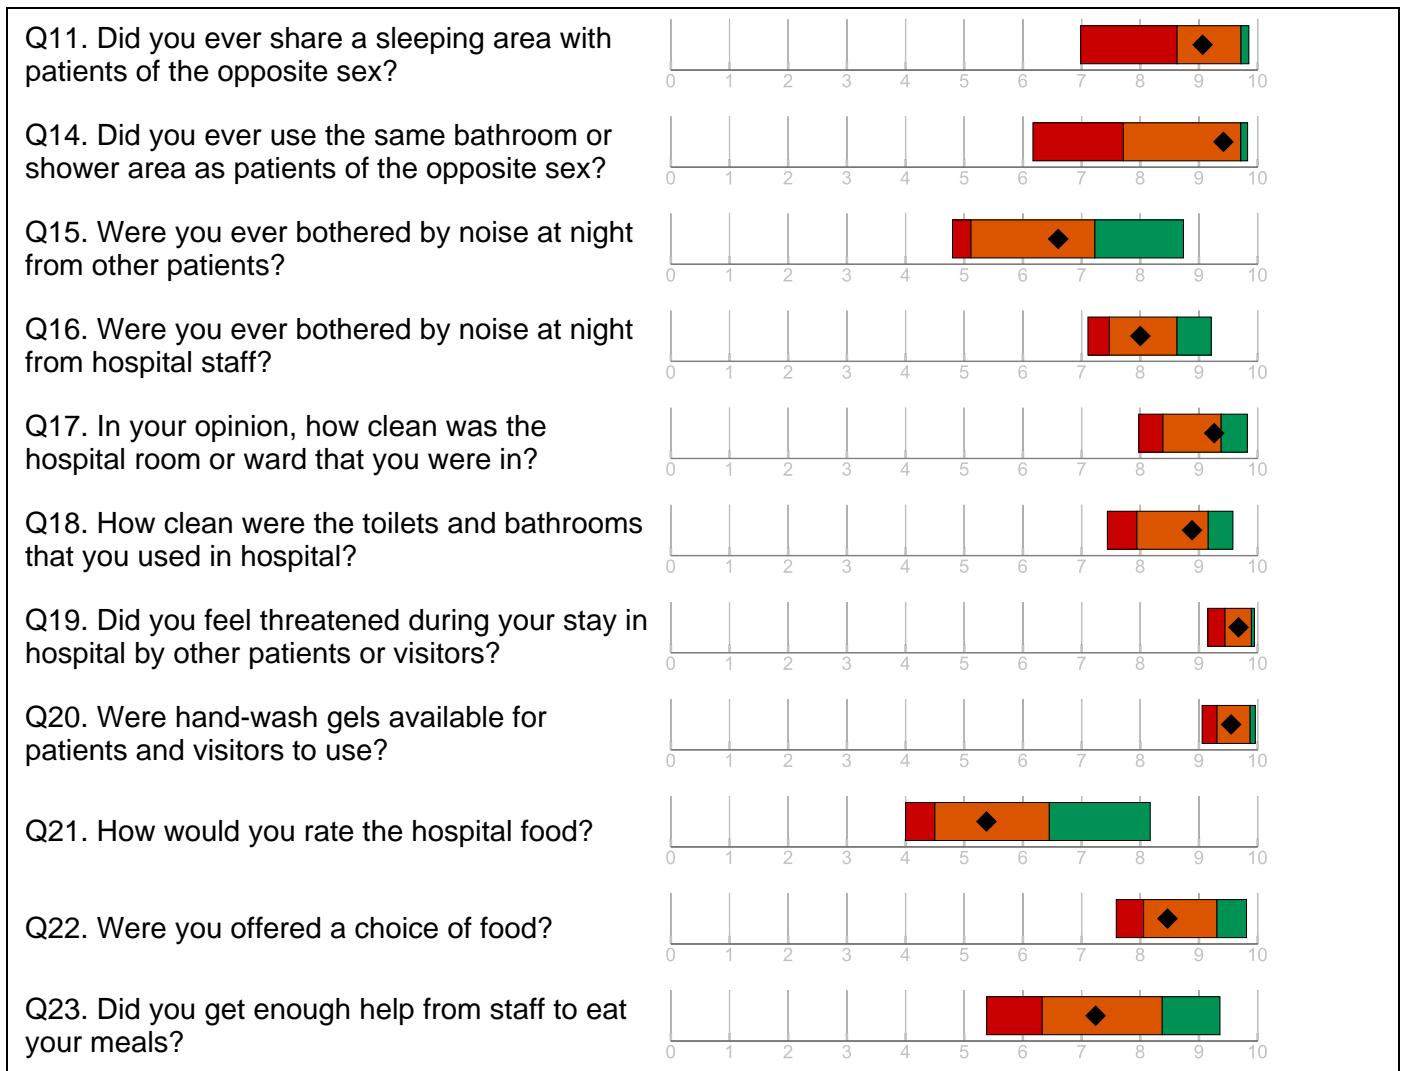 Q11. Did you ever share a sleeping area with
patients of the opposite sex?
0 1 2 3 4 5 6 7 8 9 10
Q14. Did you ever use the same bathroom or
shower area as patients of the opposite sex?
0 1 2 3 4 5 6 7 8 9 10
Q15. Were you ever bothered by noise at night
from other patients?
0 1 2 3 4 5 6 7 8 9 10
Q16. Were you ever bothered by noise at night
from hospital staff?
0 1 2 3 4 5 6 7 8 9 10
Q17. In your opinion, how clean was the
hospital room or ward that you were in?
0 1 2 3 4 5 6 7 8 9 10
Q18. How clean were the toilets and bathrooms
that you used in hospital?
0 1 2 3 4 5 6 7 8 9 10
Q19. Did you feel threatened during your stay in
hospital by other patients or visitors?
0 1 2 3 4 5 6 7 8 9 10
Q20. Were hand-wash gels available for
patients and visitors to use?
0 1 2 3 4 5 6 7 8 9 10
Q21. How would you rate the hospital food?
0 1 2 3 4 5 6 7 8 9 10
Q22. Were you offered a choice of food?
0 1 2 3 4 5 6 7 8 9 10
Q23. Did you get enough help from staff to eat
your meals?
0 1 2 3 4 5 6 7 8 9 10